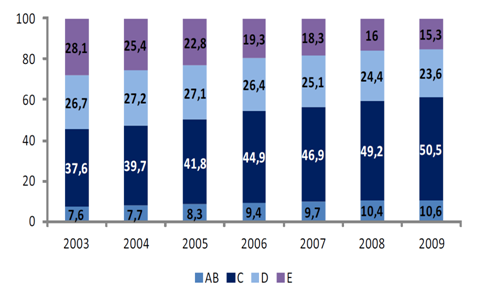 100
80
60
40
20
0
28,1 25,4 22,8 19,3 18,3 16 15,3
26,7 27,2 27,1 26,4 25,1 24,4 23,6
37,6 39,7 41,8 44,9 46,9 49,2 50,5
7,6 7,7 8,3 9,4 9,7 10,4 10,6
2003 2004 2005 2006 2007 2008 2009
AB C D E